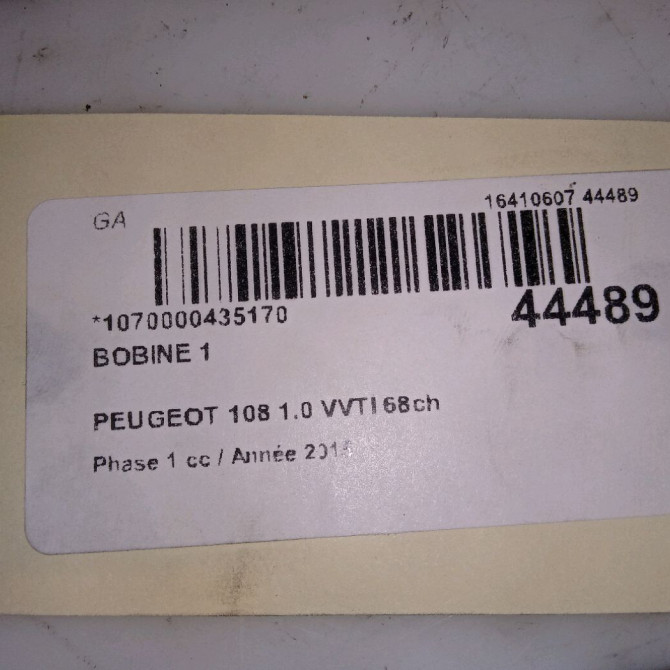 GA
16410607 44489
*1070000435170
44489
BOBINE 1
PEUGEOT 108 1.0 VVTI 68ch
Phase 1 cc / Année